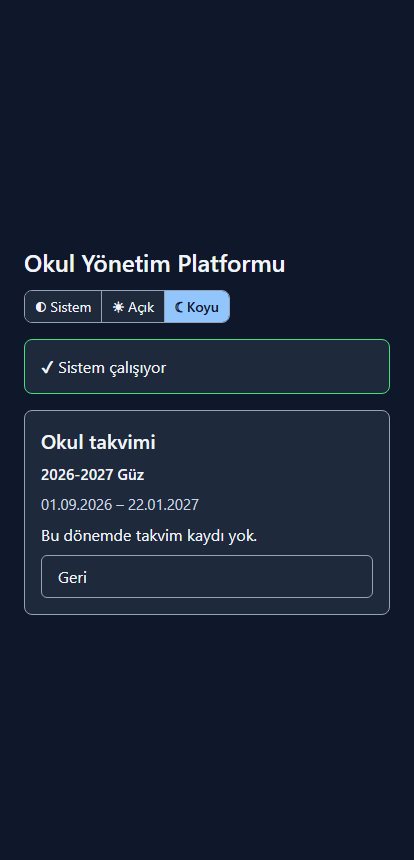 Okul Yönetim Platformu
◐ Sistem ☀ Açık ☾ Koyu
✓ Sistem çalışıyor
Okul takvimi
2026-2027 Güz
01.09.2026 – 22.01.2027
Bu dönemde takvim kaydı yok.
Geri